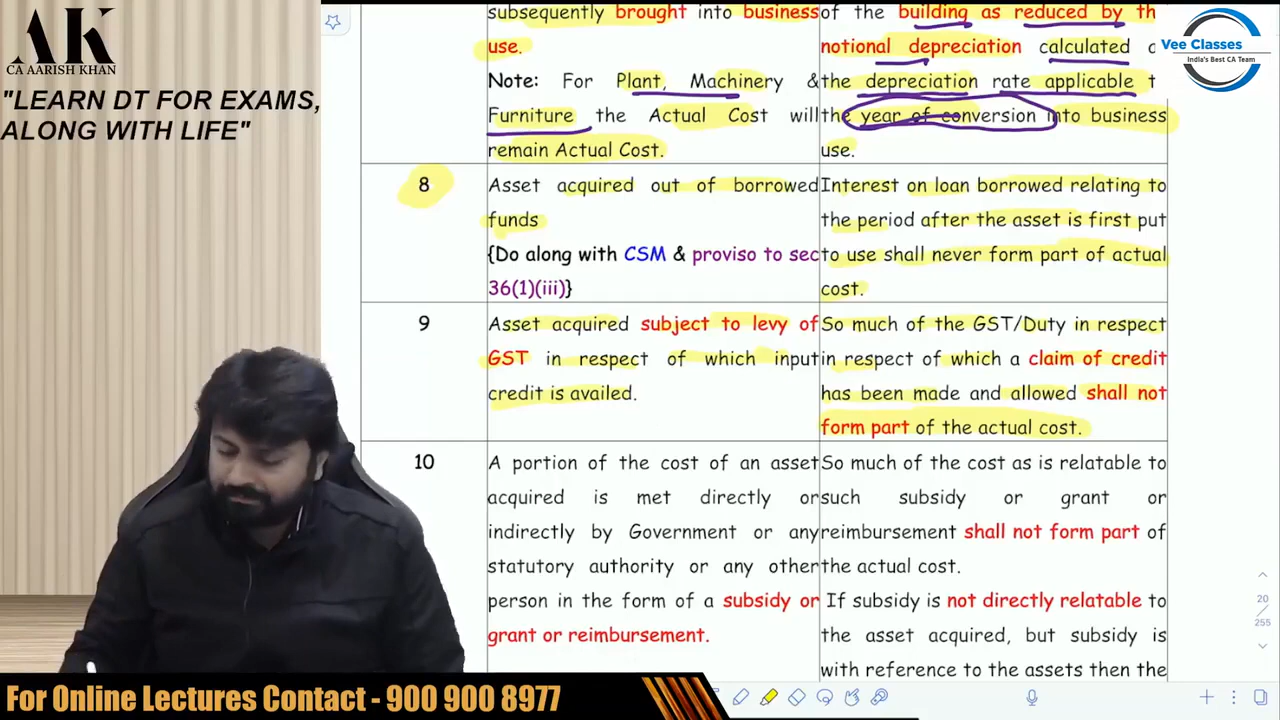 AK
CA AARISH KHAN
"LEARN DT FOR EXAMS,
ALONG WITH LIFE"
Vee Classes
India's Best CA Team
subsequently brought into business
use.
Note: For Plant, Machinery &
Furniture the Actual Cost will
remain Actual Cost.
of the building as reduced by
notional depreciation calculated
the depreciation rate applicable
the year of conversion into business
use.
8
Asset acquired out of borrowed
funds
{Do along with CSM & proviso to sec
36(1)(iii)}
Interest on loan borrowed relating to
the period after the asset is first put
to use shall never form part of actual
cost.
9
Asset acquired subject to levy of
GST in respect of which input
credit is availed.
So much of the GST/Duty in respect
in respect of which a claim of credit
has been made and allowed shall not
form part of the actual cost.
10
A portion of the cost of an asset
acquired is met directly or
indirectly by Government or any
statutory authority or any other
person in the form of a subsidy or
grant or reimbursement.
So much of the cost as is relatable to
such subsidy or grant or
reimbursement shall not form part of
the actual cost.
If subsidy is not directly relatable to
the asset acquired, but subsidy is
with reference to the assets then the
20
255
For Online Lectures Contact - 900 900 8977